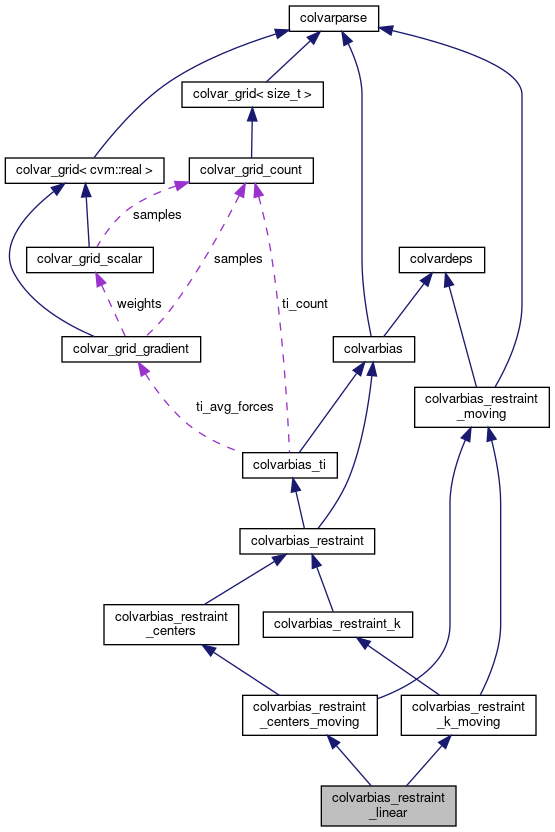 colvarparse
colvar_grid< size_t >
colvar_grid< cvm::real >
colvar_grid_count
samples
colvar_grid_scalar
samples
colvardeps
weights
ti_count
colvar_grid_gradient
colvarbias
colvarbias_restraint
_moving
ti_avg_forces
colvarbias_ti
colvarbias_restraint
colvarbias_restraint
_centers
colvarbias_restraint_k
colvarbias_restraint
_centers_moving
colvarbias_restraint
_k_moving
colvarbias_restraint
_linear